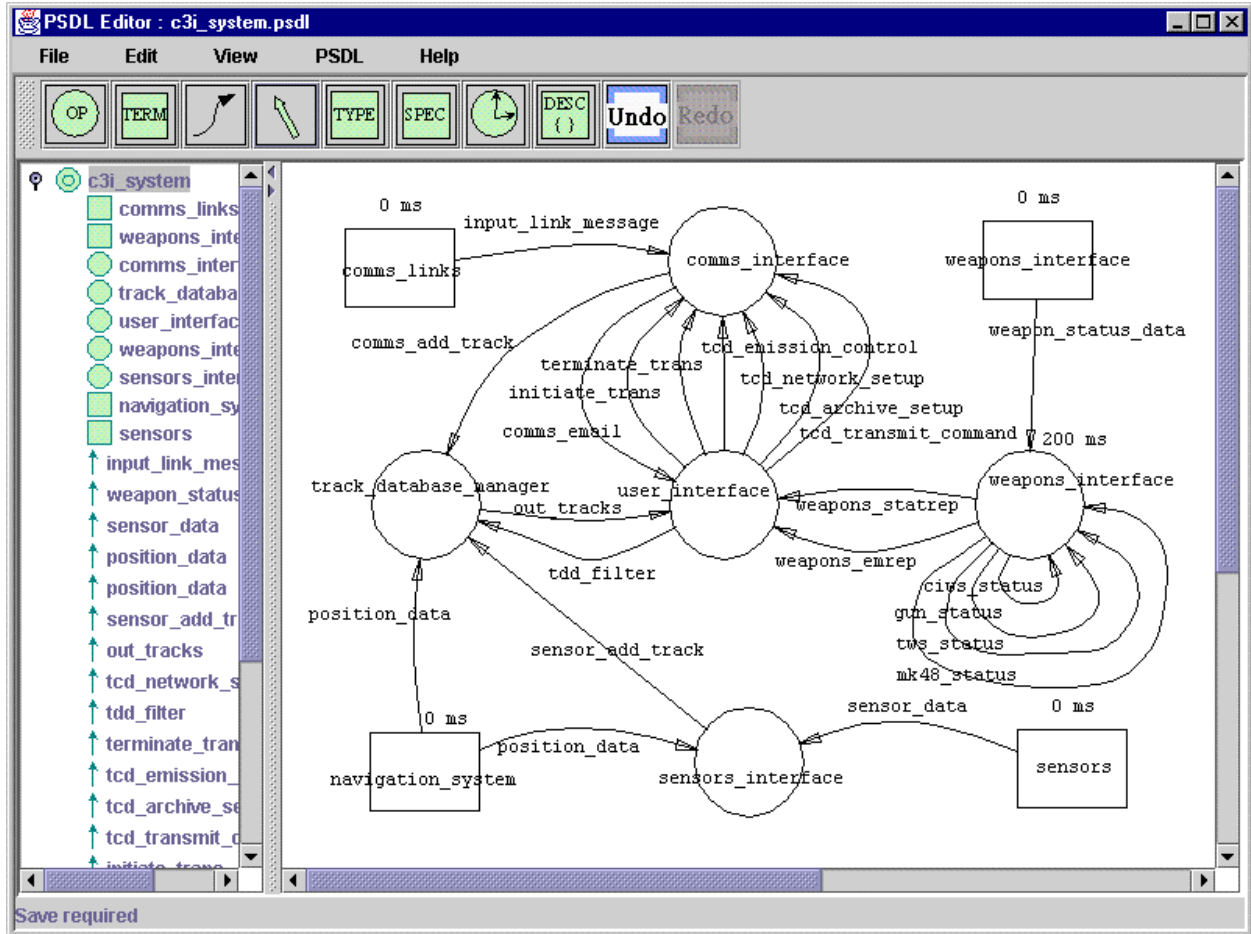 PSDL Editor : c3i_system.psdl
File Edit View PSDL Help
OP TERM TYPE SPEC DESC { } Undo Redo
c3i_system
comms_links
weapons_inte
comms_inter
track_databa
user_interfac
weapons_inte
sensors_inter
navigation_sy
sensors
input_link_mes
weapon_status
sensor_data
position_data
position_data
sensor_add_tr
out_tracks
tcd_network_s
tdd_filter
terminate_tran
tcd_emission_
tcd_archive_se
tcd_transmit_c
initiate_trans
0 ms
input_link_message
0 ms
comms_links
comms_interface
weapons_interface
weapon_status_data
comms_add_track
tcd_emission_control
terminate_trans
tcd_network_setup
initiate_trans
tcd_archive_setup
comms_email
tcd_transmit_command
200 ms
track_database_manager
user_interface
weapons_interface
out_tracks
weapons_statrep
weapons_emrep
tdd_filter
ciws_status
gun_status
position_data
sensor_add_track
tws_status
mk48_status
0 ms
sensor_data
0 ms
position_data
navigation_system
sensors_interface
sensors
Save required